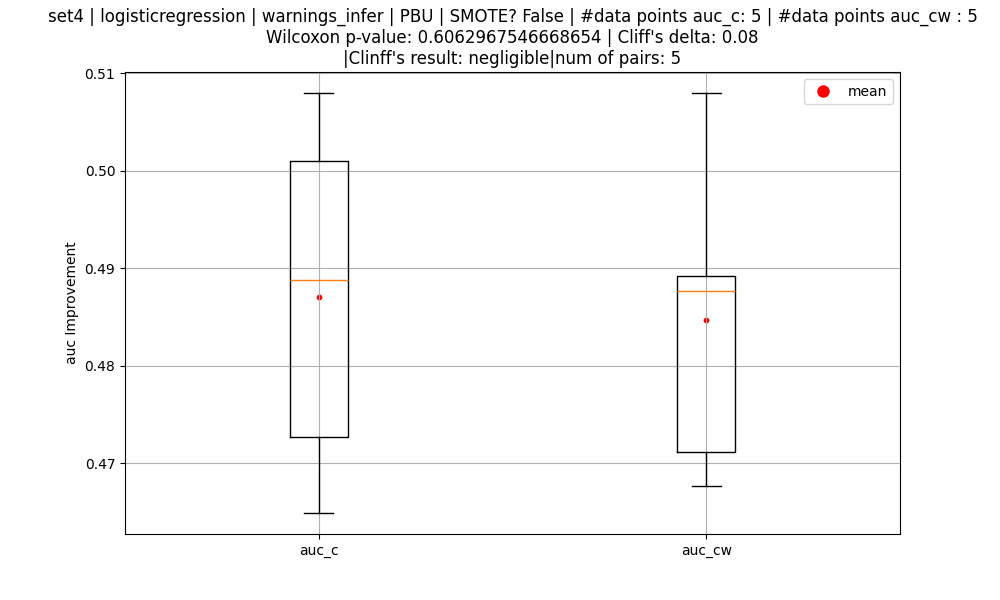 set4 | logisticregression | warnings_infer | PBU | SMOTE? False | #data points auc_c: 5 | #data points auc_cw : 5
Wilcoxon p-value: 0.6062967546668654 | Cliff's delta: 0.08
|Clinff's result: negligible|num of pairs: 5
mean
0.51
0.50
0.49
0.48
0.47
auc Improvement
auc_c
auc_cw